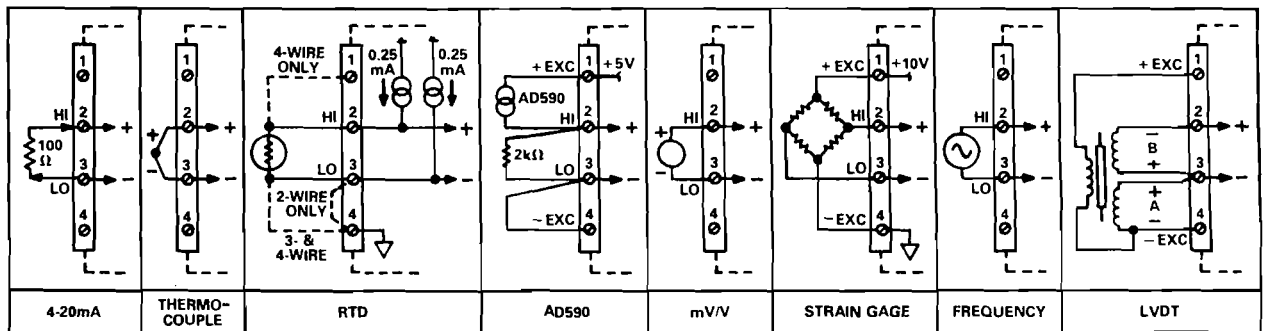 1
HI 2 +
100
Ω
3
LO -
4
4-20mA
1
2
+ +
3
- -
4
THERMO-
COUPLE
4-WIRE
ONLY
0.25
mA
0.25
mA
1
HI 2 +
LO 3 -
2-WIRE
ONLY
4
3- &
4-WIRE
RTD
+ EXC 1 +5V
AD590
HI 2 +
2kΩ
3
LO -
4
- EXC
AD590
1
HI 2
+ +
3
- -
LO
4
mV/V
+ EXC 1 +10V
HI 2 +
3
LO -
4
- EXC
STRAIN GAGE
1
HI 2 +
3
LO -
4
FREQUENCY
+ EXC 1
2 +
-
B
+ 3
-
+
A
- 4
- EXC
LVDT